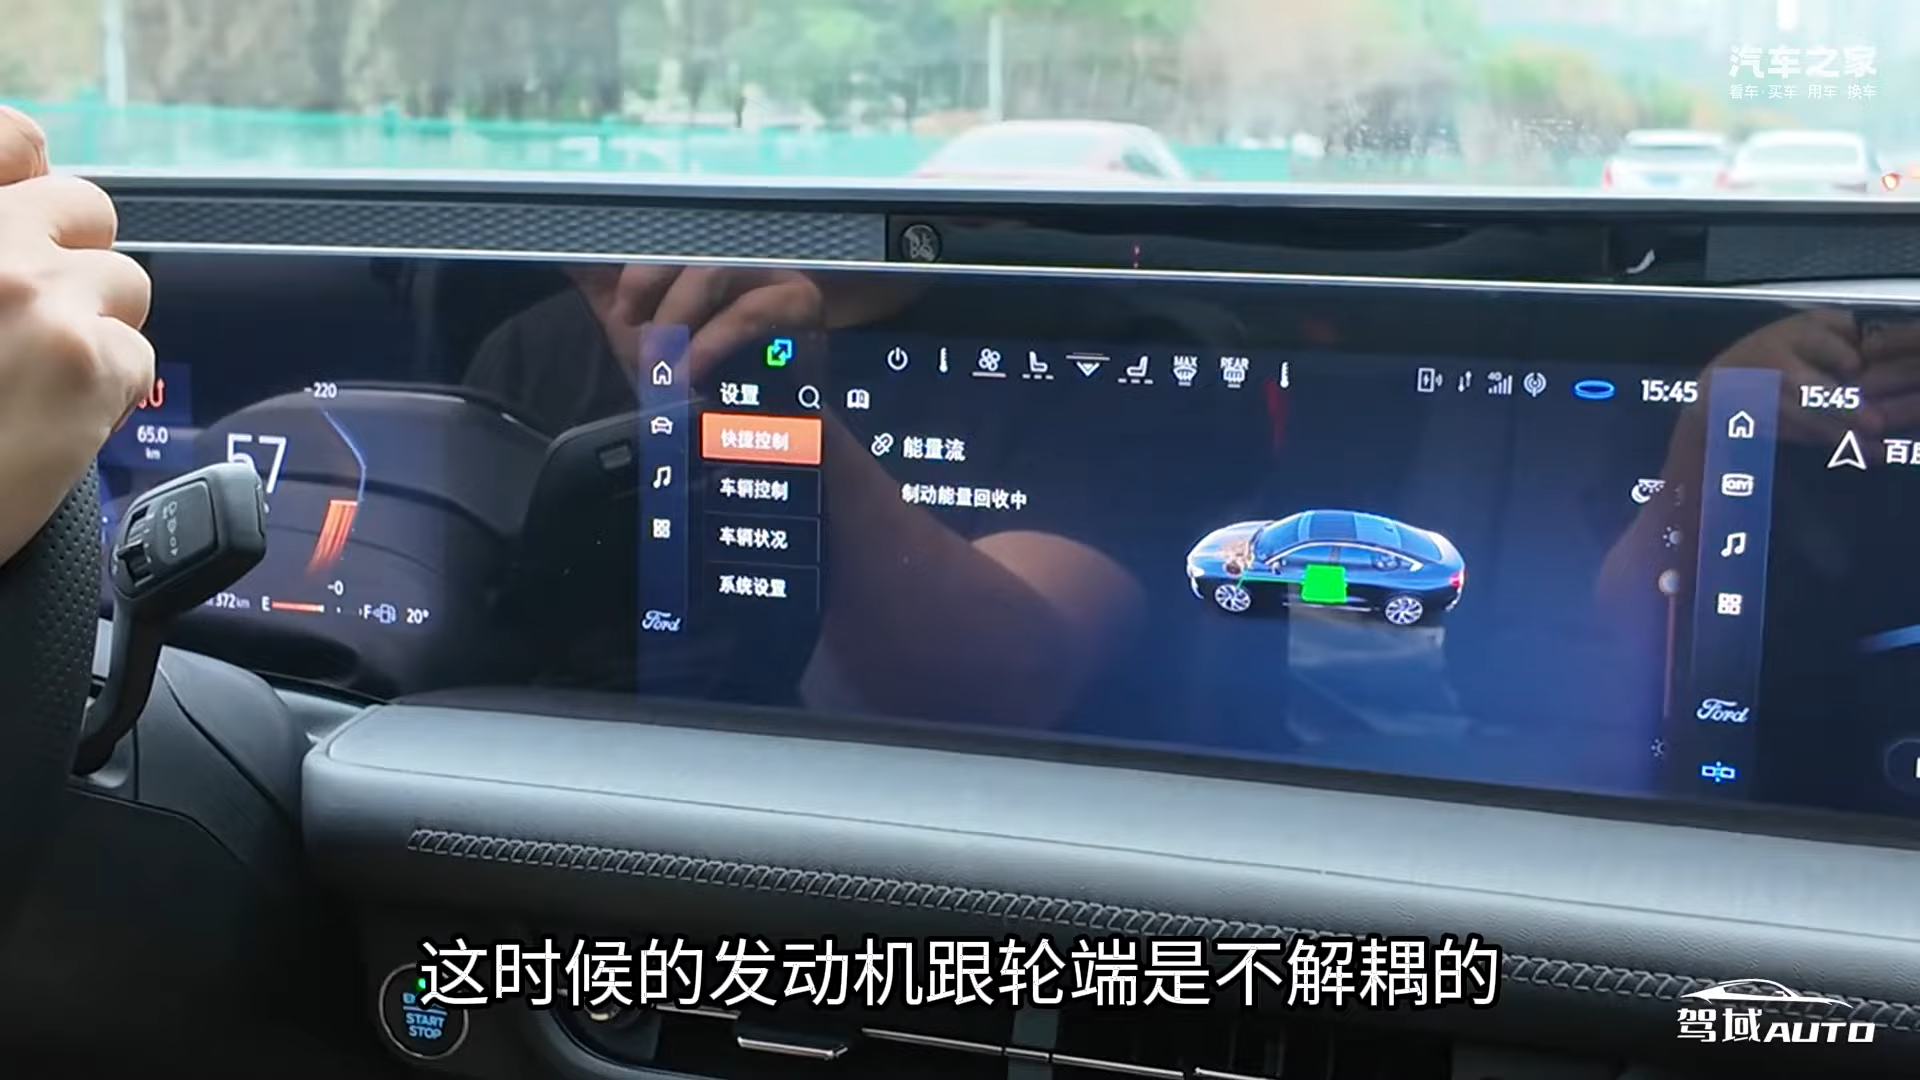 汽车之家
看车·买车·用车·换车
220
65.0
km
57
0
372km
E
F
20°
设置
快捷控制
车辆控制
车辆状况
系统设置
Ford
MAX
REAR
能量流
制动能量回收中
4G
15:45
Ford
15:45
这时候的发动机跟轮端是不解耦的
START
STOP
驾域AUTO